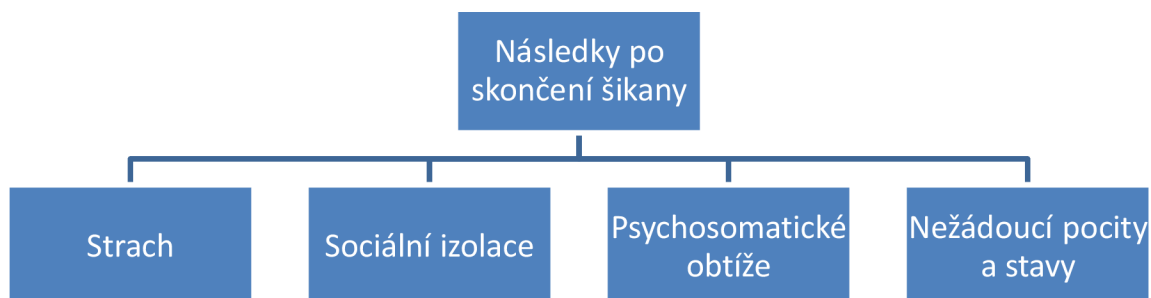 Následky po
skončení šikany
Strach
Sociální izolace
Psychosomatické
obtíže
Nežádoucí pocity
a stavy